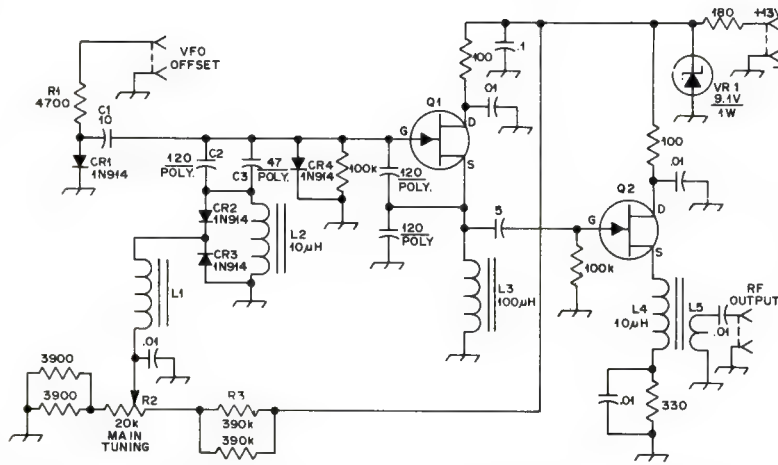 180
+13V
VFO
OFFSET
R1
4700
C1
10
100
.1
.01
Q1
G
D
S
VR 1
9.1V
1W
100
.01
C2
120
POLY.
C3
47
POLY.
CR4
1N914
100k
120
POLY.
120
POLY
CR1
1N914
CR2
1N914
CR3
1N914
L2
10µH
5
Q2
G
D
S
100k
L1
.01
L3
100µH
L4
10µH
L5
RF
OUTPUT
.01
3900
3900
R2
20k
MAIN
TUNING
R3
390k
390k
.01
330